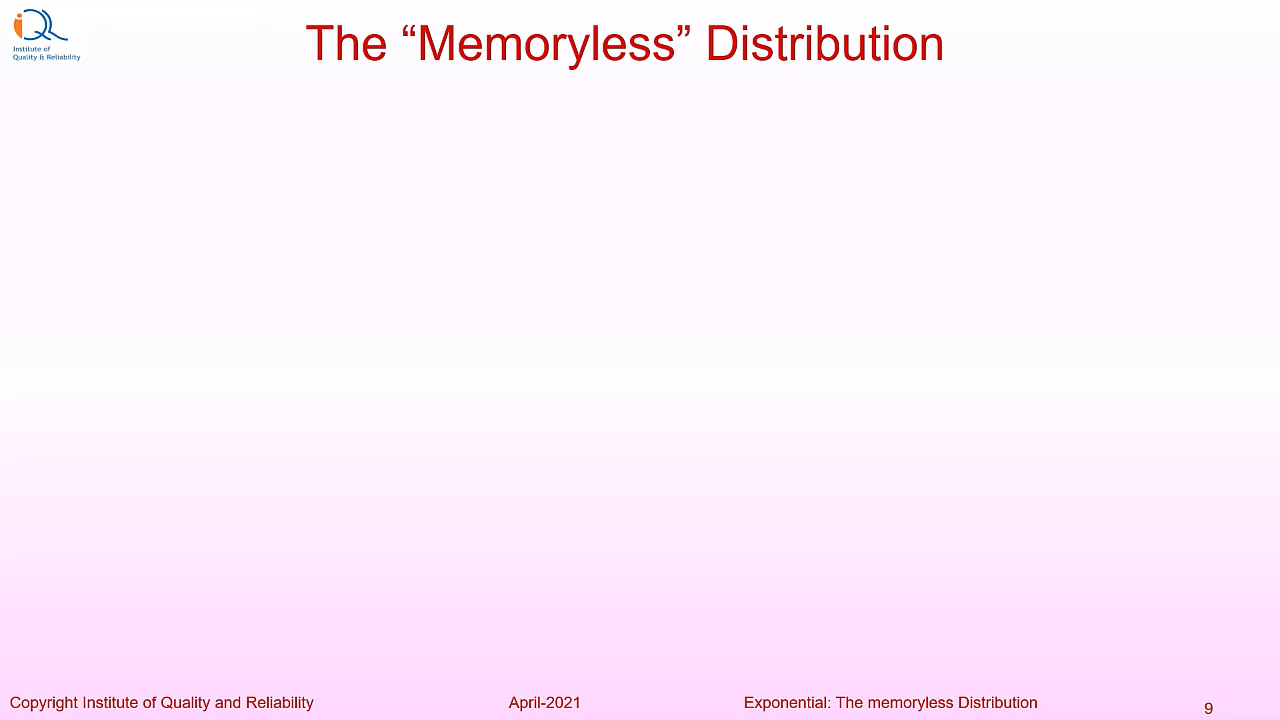 iQR
Institute of
Quality & Reliability
The “Memoryless” Distribution
Copyright Institute of Quality and Reliability
April-2021
Exponential: The memoryless Distribution
9